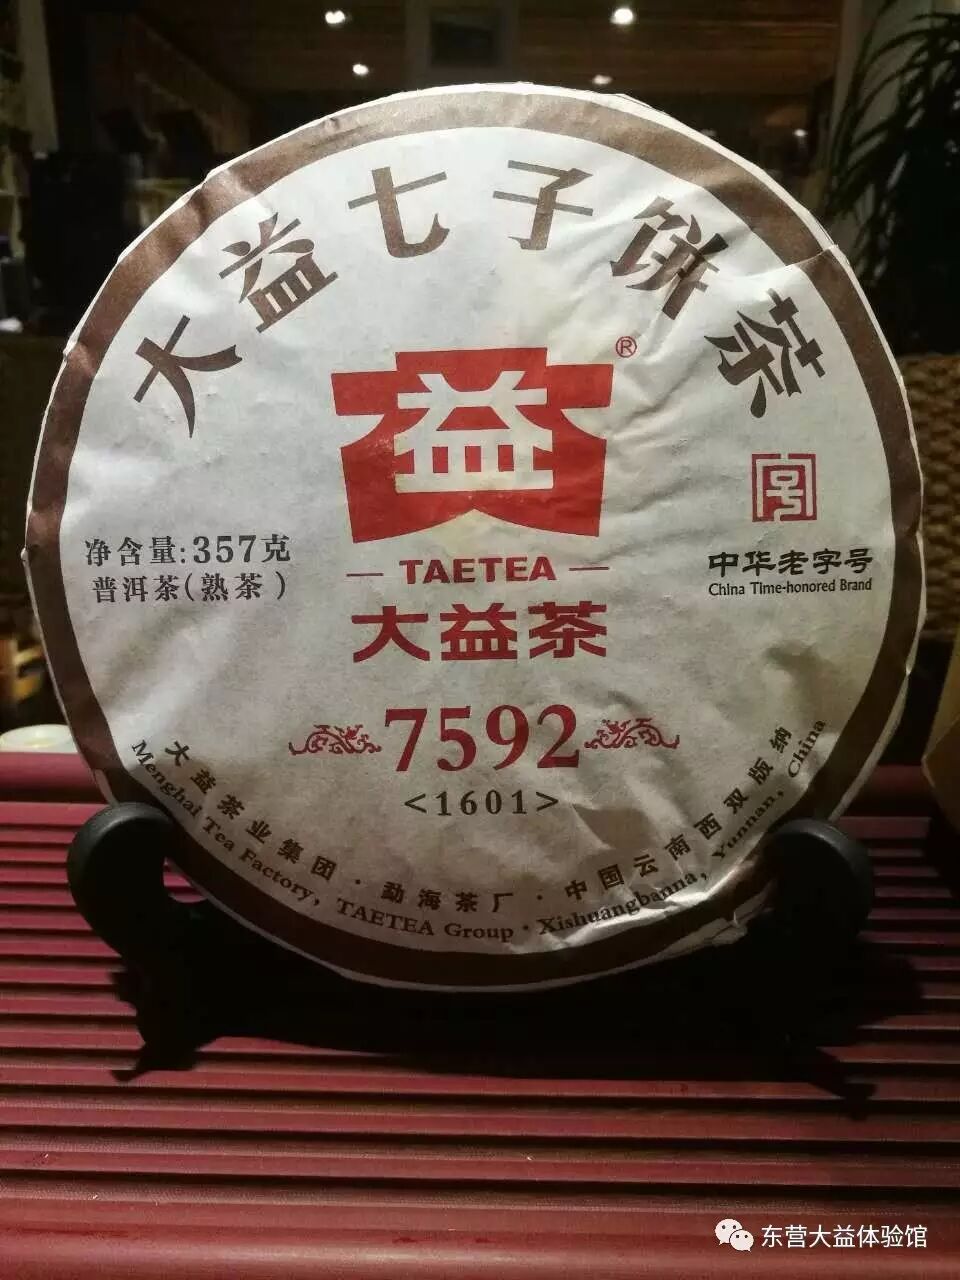 大益七子饼茶
益
®
号
净含量:357克
普洱茶(熟茶)
TAETEA
大益茶
中华老字号
China Time-honored Brand
7592
<1601>
大益茶业集团·勐海茶厂·中国云南西双版纳
Menghai Tea Factory, TAETEA Group·Xishuangbanna, Yunnan, China
东营大益体验馆